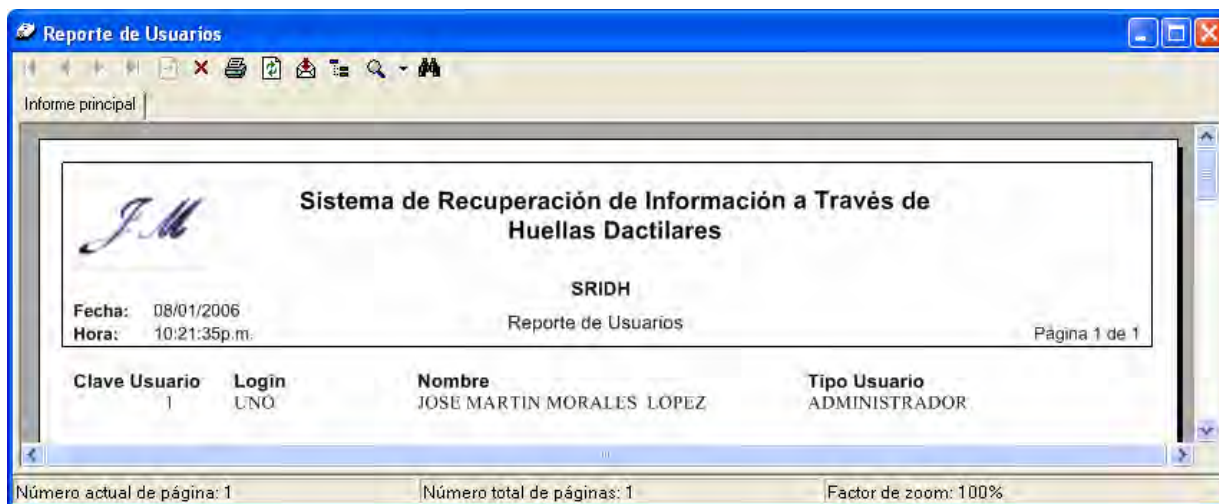 Reporte de Usuarios
Informe principal
J M
Sistema de Recuperación de Información a Través de
Huellas Dactilares
SRIDH
Fecha: 08/01/2006
Reporte de Usuarios
Hora: 10:21:35p.m.
Página 1 de 1
Clave Usuario Login Nombre Tipo Usuario
1 UNO JOSE MARTIN MORALES LOPEZ ADMINISTRADOR
Número actual de página: 1 Número total de páginas: 1 Factor de zoom: 100%